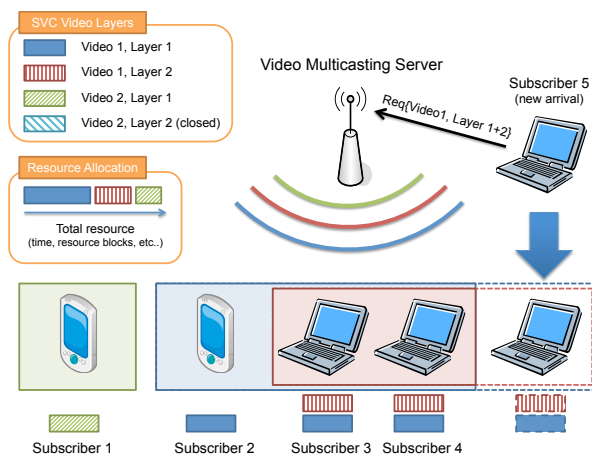 SVC Video Layers
Video 1, Layer 1
Video 1, Layer 2
Video 2, Layer 1
Video 2, Layer 2 (closed)
Resource Allocation
Total resource
(time, resource blocks, etc..)
Video Multicasting Server
Req{Video1, Layer 1+2}
Subscriber 5
(new arrival)
Subscriber 1
Subscriber 2
Subscriber 3
Subscriber 4